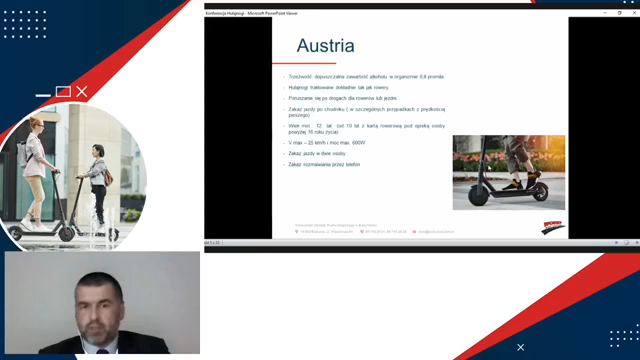 Konferencja Hulajnogi - Microsoft PowerPoint Viewer
Austria
- Trzeźwość dopuszczalna zawartość alkoholu w organizmie 0,8 promila
- Hulajnogi traktowane dokładnie tak jak rowery
- Poruszanie się po drogach dla rowerów lub jezdni
- Zakaz jazdy po chodniku ( w szczególnych przypadkach z prędkością
pieszego)
- Wiek min 12 lat (od 10 lat z kartą rowerową pod opieką osoby
powyżej 16 roku życia)
- V max – 25 km/h i moc max. 600W
- Zakaz jazdy w dwie osoby
- Zakaz rozmawiania przez telefon